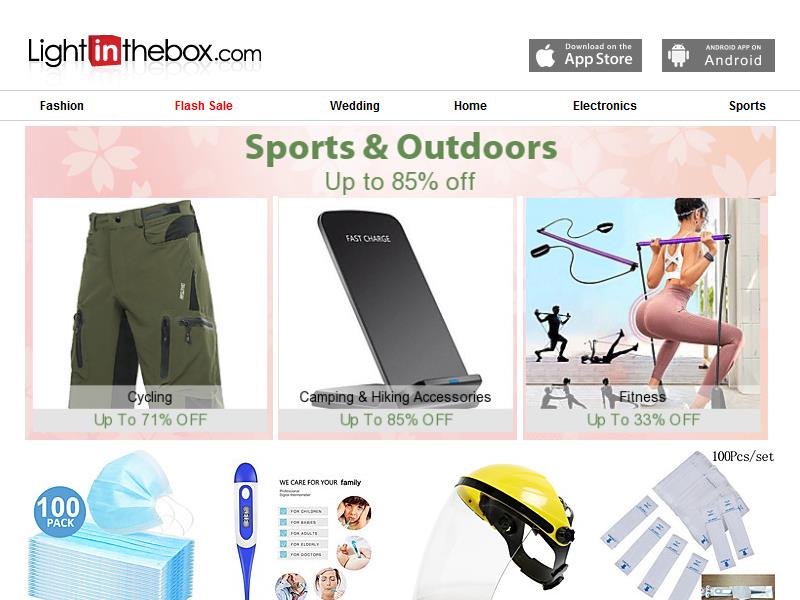 Lightinthebox.com
Download on the
App Store
ANDROID APP ON
Android
Fashion
Flash Sale
Wedding
Home
Electronics
Sports
Sports & Outdoors
Up to 85% off
FAST CHARGE
Cycling
Camping & Hiking Accessories
Fitness
Up To 71% OFF
Up To 85% OFF
Up To 33% OFF
100Pcs/set
100
PACK
WE CARE FOR YOUR family
Professional
Digital thermometer
FOR CHILDREN
FOR BABIES
FOR ADULTS
FOR ELDERLY
FOR DOCTORS